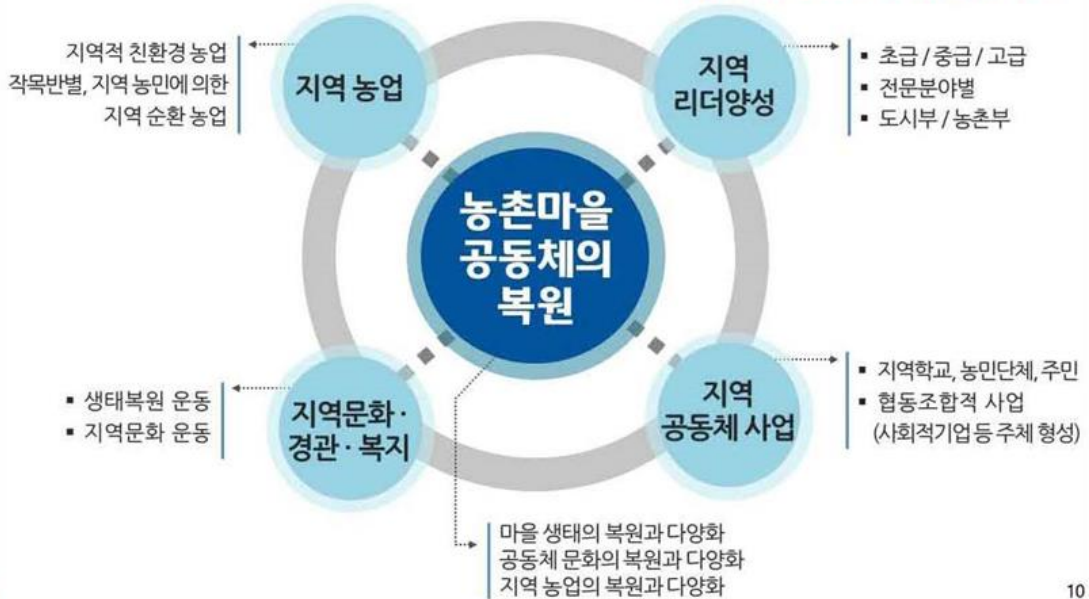 지역적 친환경 농업
작목반별, 지역 농민에 의한
지역 순환 농업
지역 농업
지역
리더양성
▪ 초급 / 중급 / 고급
▪ 전문분야별
▪ 도시부 / 농촌부
농촌마을
공동체의
복원
▪ 생태복원 운동
▪ 지역문화 운동
지역문화 ·
경관 · 복지
지역
공동체 사업
▪ 지역학교, 농민단체, 주민
▪ 협동조합적 사업
(사회적기업 등 주체 형성)
마을 생태의 복원과 다양화
공동체 문화의 복원과 다양화
지역 농업의 복원과 다양화
10